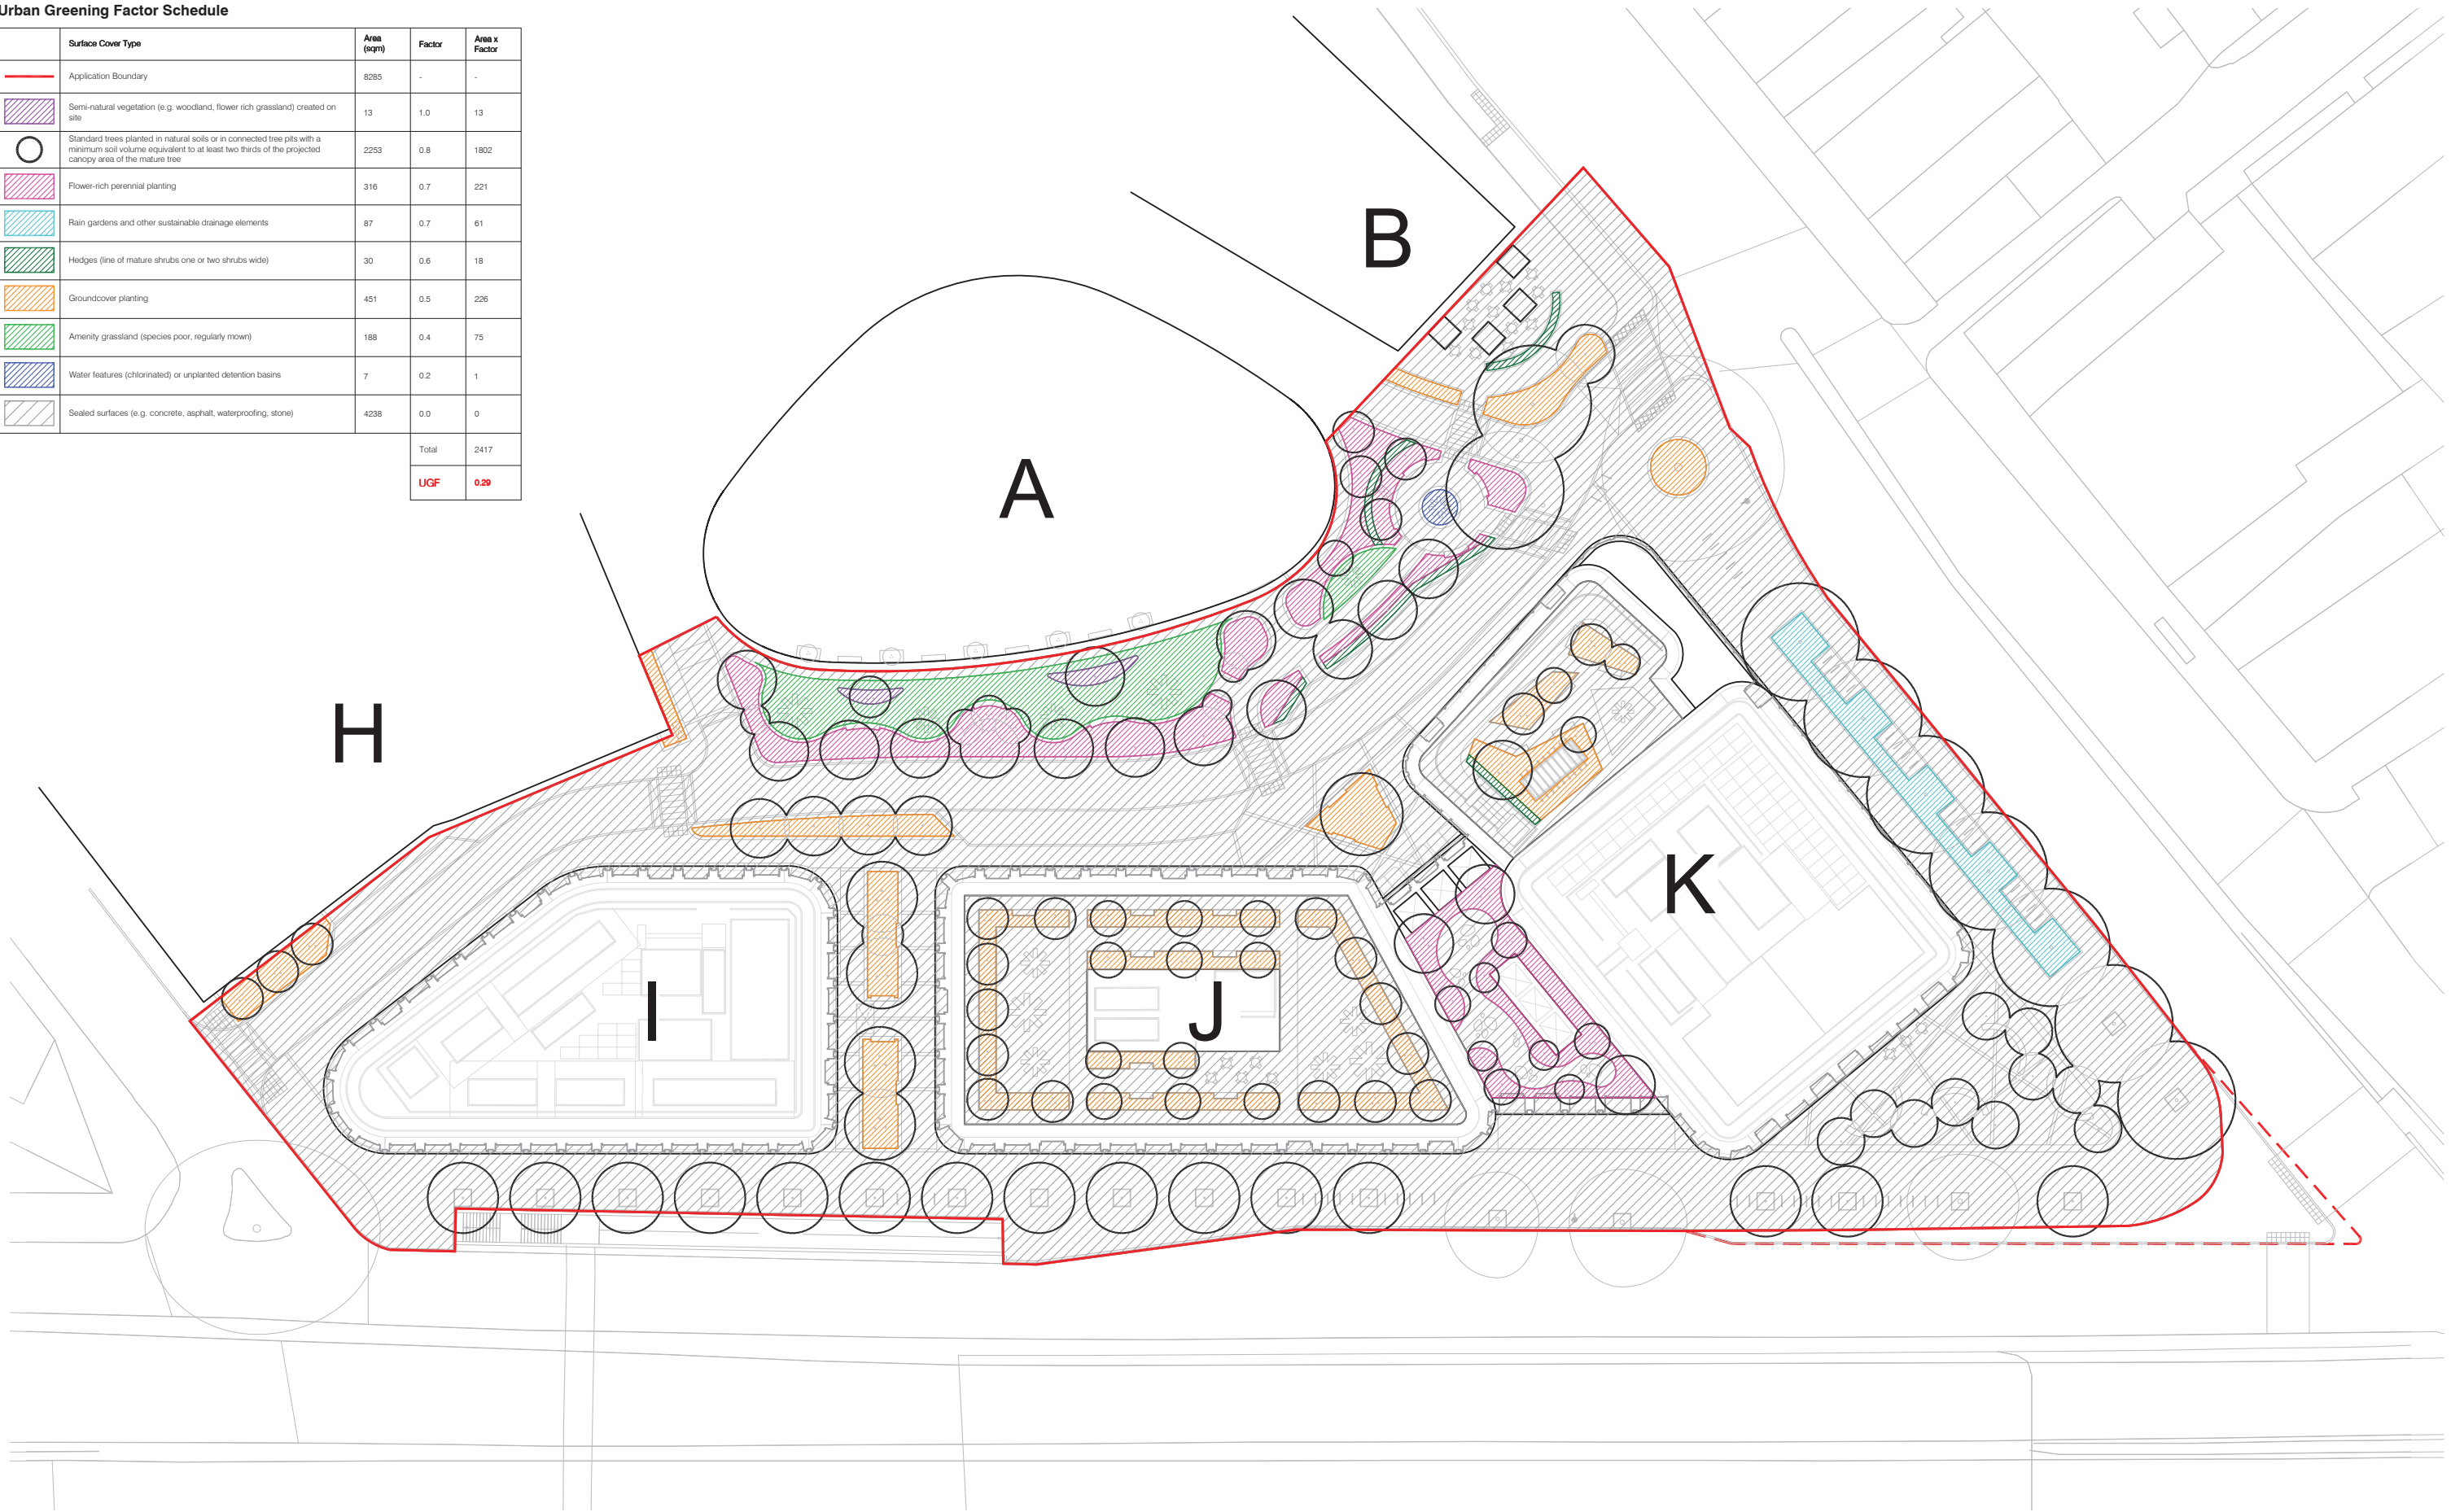 Urban Greening Factor Schedule
Surface Cover Type
Area
(sqm)
Factor
Area x
Factor
Application Boundary
8285
-
-
Semi-natural vegetation (e.g. woodland, flower rich grassland) created on
site
13
1.0
13
Standard trees planted in natural soils or in connected tree pits with a
minimum soil volume equivalent to at least two thirds of the projected
canopy area of the mature tree
2253
0.8
1802
Flower-rich perennial planting
316
0.7
221
Rain gardens and other sustainable drainage elements
87
0.7
61
Hedges (line of mature shrubs one or two shrubs wide)
30
0.6
18
Groundcover planting
451
0.5
226
Amenity grassland (species poor, regularly mown)
188
0.4
75
Water features (chlorinated) or unplanted detention basins
7
0.2
1
Sealed surfaces (e.g. concrete, asphalt, waterproofing, stone)
4238
0.0
0
Total
2417
UGF
0.29
B
A
H
K
I
J